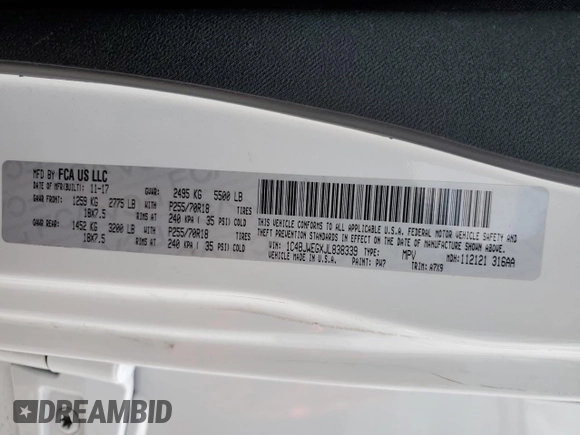 MFD BY FCA US LLC
DATE OF MFR(BUILT): 11-17 GVWR: 2495 KG 5500 LB
GAWR FRONT: 1259 KG 2775 LB WITH P255/70R18 TIRES
18X7.5 RIMS AT 240 KPA ( 35 PSI) COLD
GAWR REAR: 1452 KG 3200 LB WITH P255/70R18 TIRES
18X7.5 RIMS AT 240 KPA ( 35 PSI) COLD
THIS VEHICLE CONFORMS TO ALL APPLICABLE U.S.A. FEDERAL MOTOR VEHICLE SAFETY AND
THEFT PREVENTION STANDARDS IN EFFECT ON THE DATE OF MANUFACTURE SHOWN ABOVE.
VIN: 1C4BJWEGXJL838339 TYPE: MPV MDH: 112121 316AA
VEHICLE MADE IN U.S.A. PAINT: PW7 TRIM: A7X9
DREAMBID